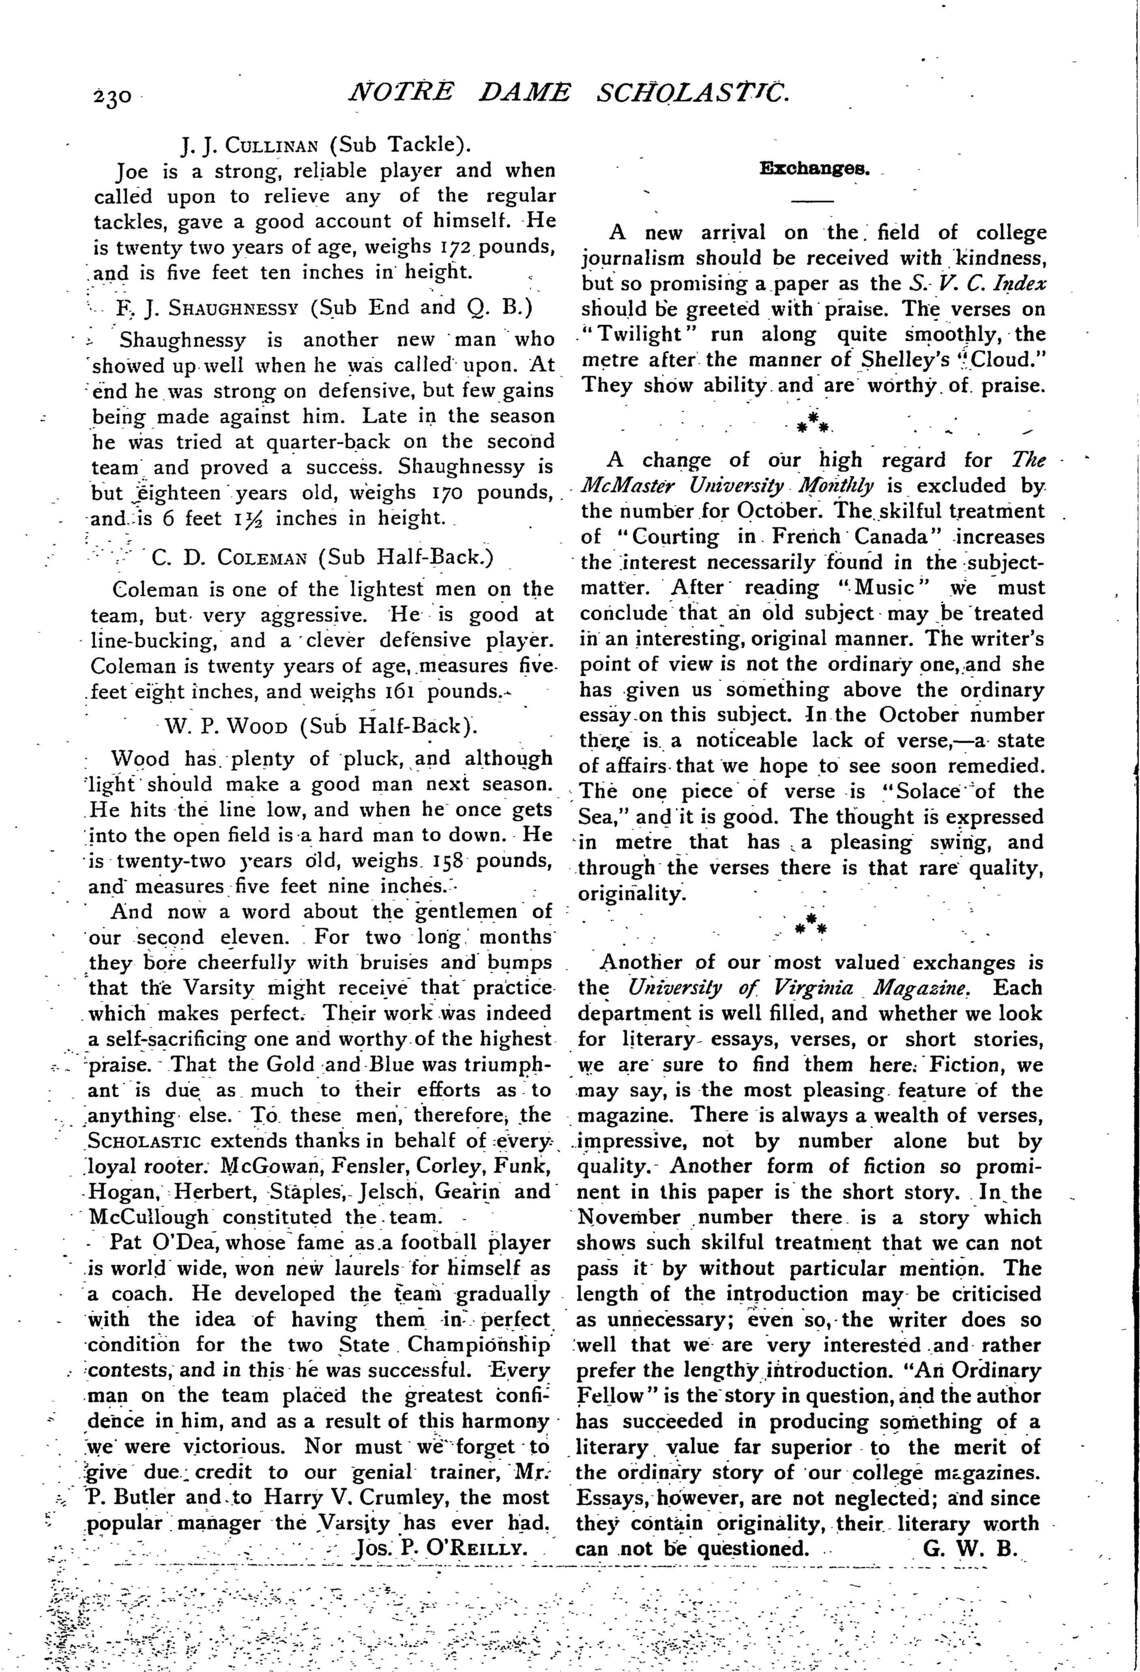 230
NOTRE DAME SCHOLASTIC.
J. J. CULLINAN (Sub Tackle).
Joe is a strong, reliable player and when
called upon to relieve any of the regular
tackles, gave a good account of himself. He
is twenty two years of age, weighs 172 pounds,
and is five feet ten inches in height.
F. J. SHAUGHNESSY (Sub End and Q. B.)
Shaughnessy is another new man who
showed up well when he was called upon. At
end he was strong on defensive, but few gains
being made against him. Late in the season
he was tried at quarter-back on the second
team and proved a success. Shaughnessy is
but eighteen years old, weighs 170 pounds,
and is 6 feet 1½ inches in height.
C. D. COLEMAN (Sub Half-Back.)
Coleman is one of the lightest men on the
team, but very aggressive. He is good at
line-bucking, and a clever defensive player.
Coleman is twenty years of age, measures five
feet eight inches, and weighs 161 pounds.
W. P. WOOD (Sub Half-Back).
Wood has plenty of pluck, and although
light should make a good man next season.
He hits the line low, and when he once gets
into the open field is a hard man to down. He
is twenty-two years old, weighs 158 pounds,
and measures five feet nine inches.
And now a word about the gentlemen of
our second eleven. For two long months
they bore cheerfully with bruises and bumps
that the Varsity might receive that practice
which makes perfect. Their work was indeed
a self-sacrificing one and worthy of the highest
praise. That the Gold and Blue was triumph-
ant is due as much to their efforts as to
anything else. To these men, therefore, the
SCHOLASTIC extends thanks in behalf of every
loyal rooter. McGowan, Fensler, Corley, Funk,
Hogan, Herbert, Staples, Jelsch, Gearin and
McCullough constituted the team.
Pat O'Dea, whose fame as a football player
is world wide, won new laurels for himself as
a coach. He developed the team gradually
with the idea of having them in perfect
condition for the two State Championship
contests, and in this he was successful. Every
man on the team placed the greatest confi-
dence in him, and as a result of this harmony
we were victorious. Nor must we forget to
give due credit to our genial trainer, Mr.
P. Butler and to Harry V. Crumley, the most
popular manager the Varsity has ever had.
JOS. P. O'REILLY.
Exchanges.
A new arrival on the field of college
journalism should be received with kindness,
but so promising a paper as the S. V. C. Index
should be greeted with praise. The verses on
"Twilight" run along quite smoothly, the
metre after the manner of Shelley's "Cloud."
They show ability and are worthy of praise.
***
A change of our high regard for The
McMaster University Monthly is excluded by
the number for October. The skilful treatment
of "Courting in French Canada" increases
the interest necessarily found in the subject-
matter. After reading "Music" we must
conclude that an old subject may be treated
in an interesting, original manner. The writer's
point of view is not the ordinary one, and she
has given us something above the ordinary
essay on this subject. In the October number
there is a noticeable lack of verse,—a state
of affairs that we hope to see soon remedied.
The one piece of verse is "Solace of the
Sea," and it is good. The thought is expressed
in metre that has a pleasing swing, and
through the verses there is that rare quality,
originality.
***
Another of our most valued exchanges is
the University of Virginia Magazine. Each
department is well filled, and whether we look
for literary essays, verses, or short stories,
we are sure to find them here. Fiction, we
may say, is the most pleasing feature of the
magazine. There is always a wealth of verses,
impressive, not by number alone but by
quality. Another form of fiction so promi-
nent in this paper is the short story. In the
November number there is a story which
shows such skilful treatment that we can not
pass it by without particular mention. The
length of the introduction may be criticised
as unnecessary; even so, the writer does so
well that we are very interested and rather
prefer the lengthy introduction. "An Ordinary
Fellow" is the story in question, and the author
has succeeded in producing something of a
literary value far superior to the merit of
the ordinary story of our college magazines.
Essays, however, are not neglected; and since
they contain originality, their literary worth
can not be questioned. G. W. B.